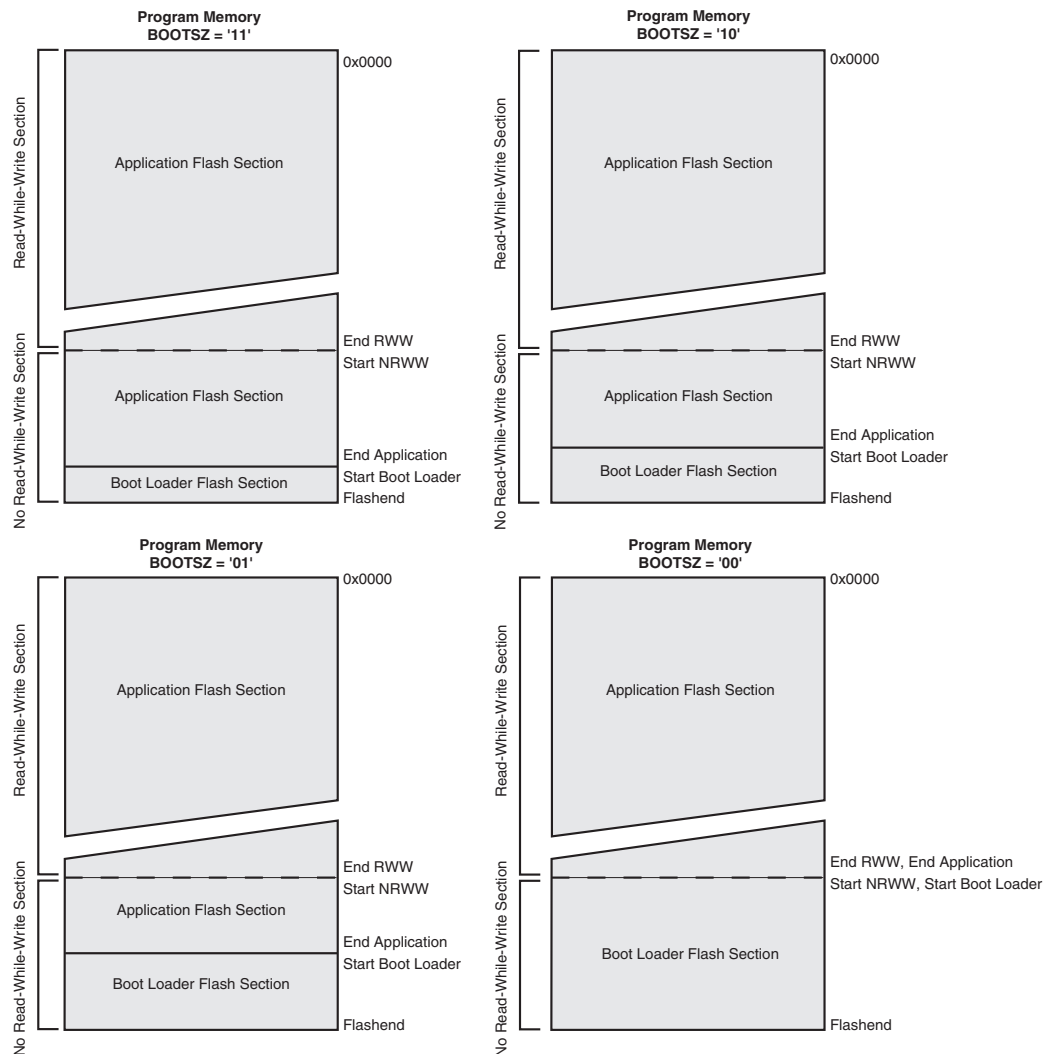 Program Memory
BOOTSZ = '11'
0x0000
Read-While-Write Section
Application Flash Section
End RWW
Start NRWW
No Read-While-Write Section
Application Flash Section
End Application
Start Boot Loader
Boot Loader Flash Section
Flashend
Program Memory
BOOTSZ = '10'
0x0000
Read-While-Write Section
Application Flash Section
End RWW
Start NRWW
No Read-While-Write Section
Application Flash Section
End Application
Start Boot Loader
Boot Loader Flash Section
Flashend
Program Memory
BOOTSZ = '01'
0x0000
Read-While-Write Section
Application Flash Section
End RWW
Start NRWW
No Read-While-Write Section
Application Flash Section
End Application
Start Boot Loader
Boot Loader Flash Section
Flashend
Program Memory
BOOTSZ = '00'
0x0000
Read-While-Write Section
Application Flash Section
End RWW, End Application
Start NRWW, Start Boot Loader
No Read-While-Write Section
Boot Loader Flash Section
Flashend